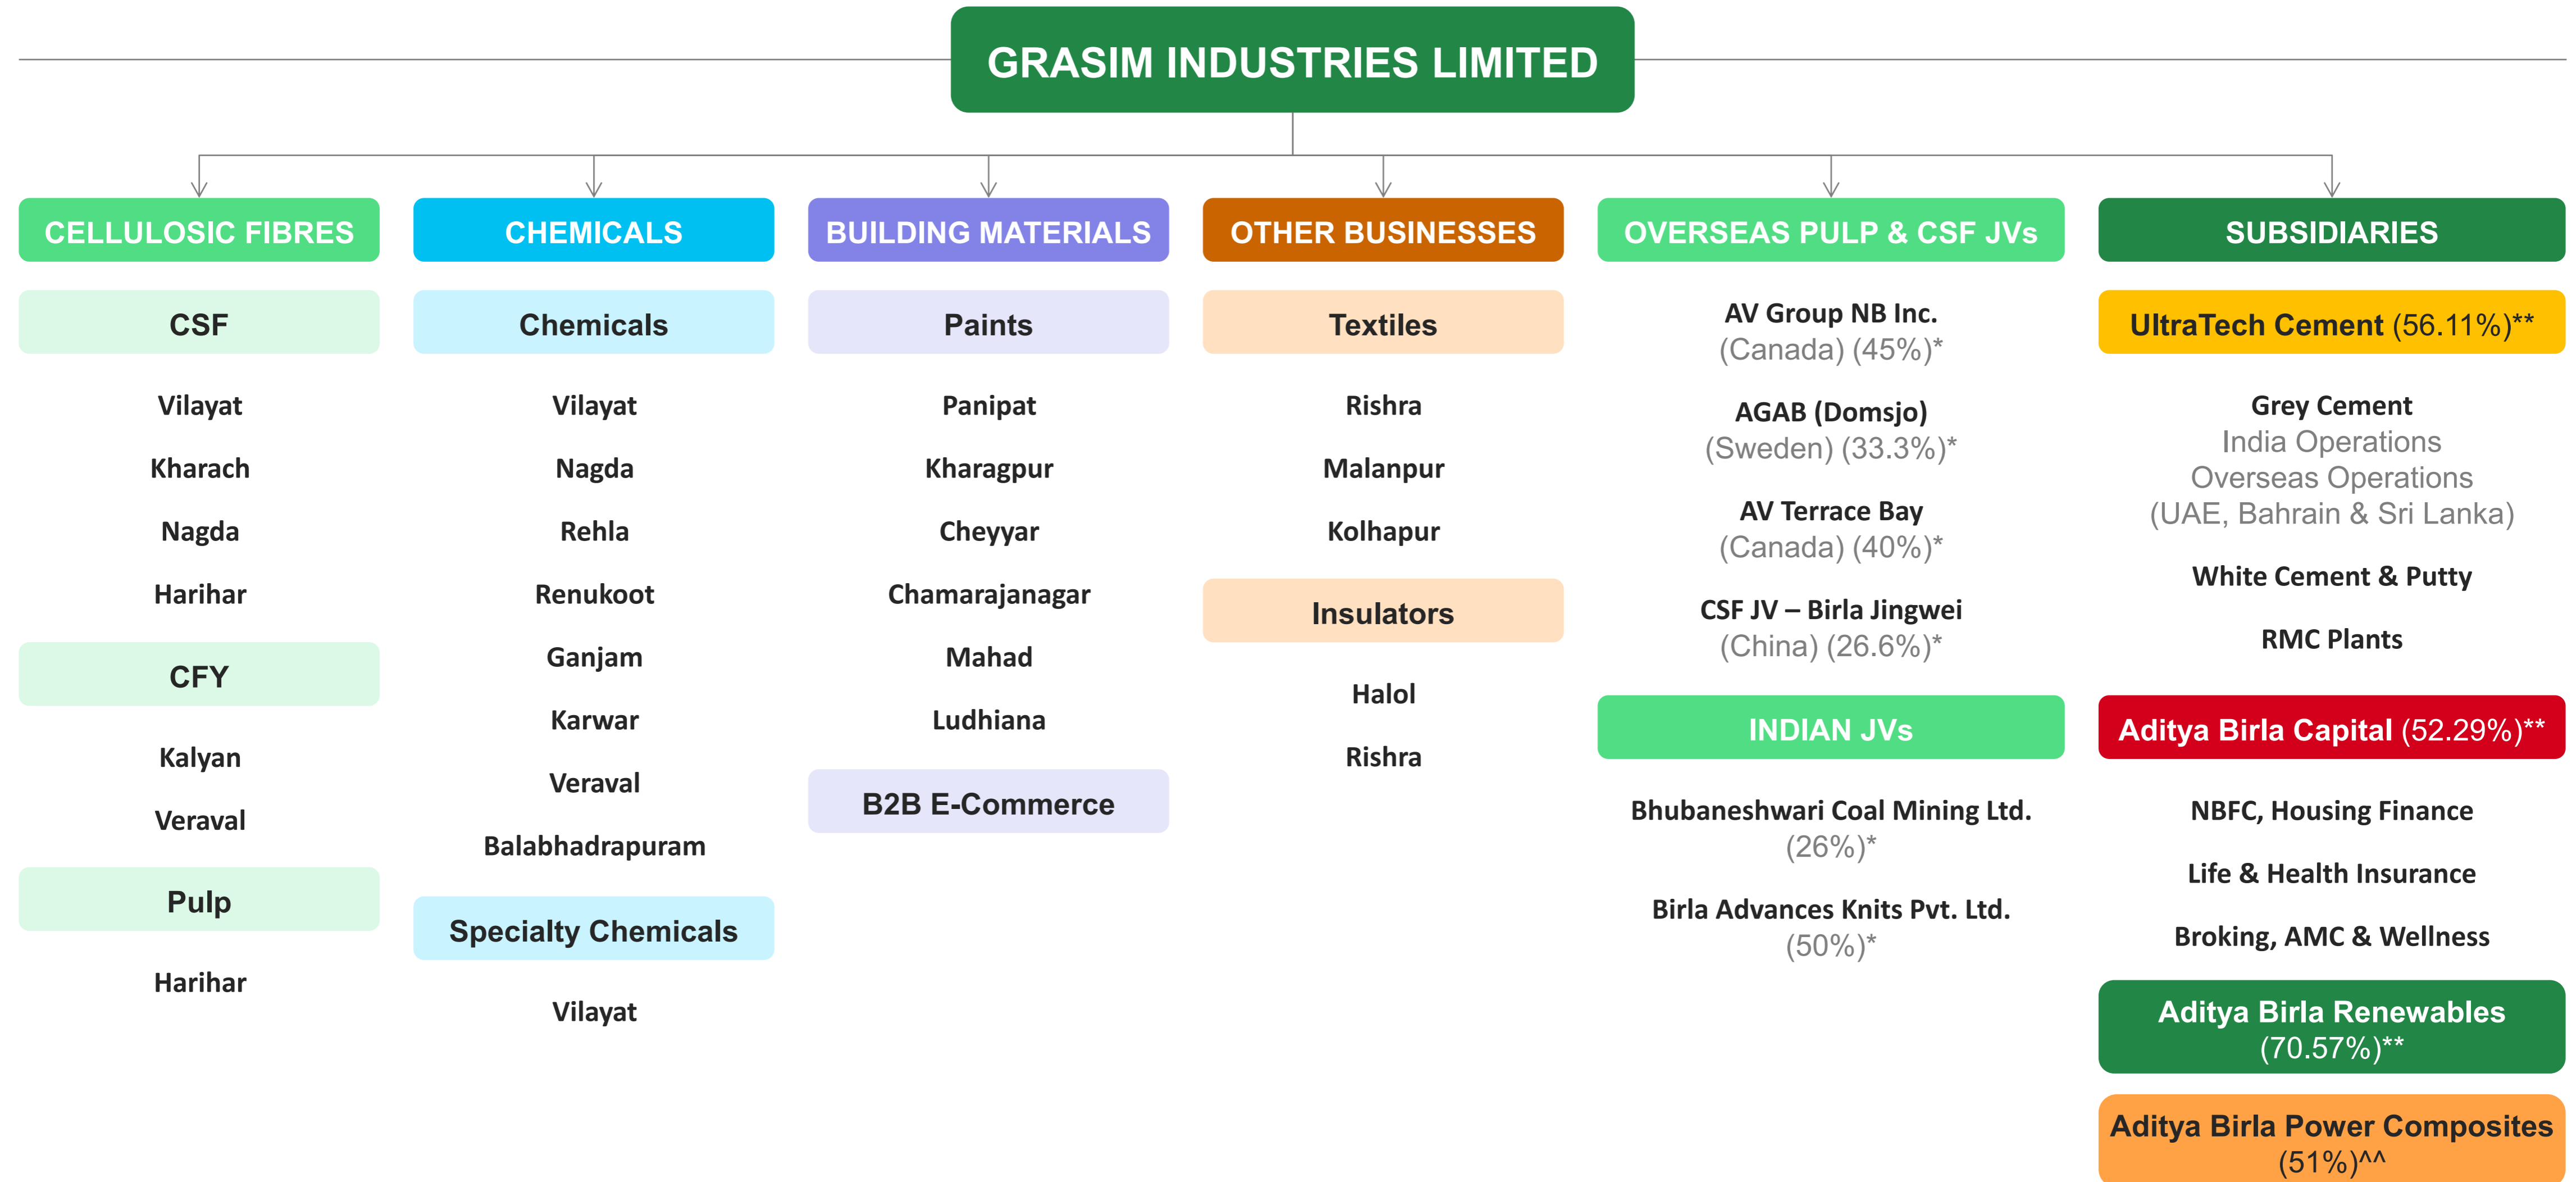 GRASIM INDUSTRIES LIMITED
CELLULOSIC FIBRES
CSF
Vilayat
Kharach
Nagda
Harihar
CFY
Kalyan
Veraval
Pulp
Harihar
CHEMICALS
Chemicals
Vilayat
Nagda
Rehla
Renukoot
Ganjam
Karwar
Veraval
Balabhadrapuram
Specialty Chemicals
Vilayat
BUILDING MATERIALS
Paints
Panipat
Kharagpur
Cheyyar
Chamarajanagar
Mahad
Ludhiana
B2B E-Commerce
OTHER BUSINESSES
Textiles
Rishra
Malanpur
Kolhapur
Insulators
Halol
Rishra
OVERSEAS PULP & CSF JVs
AV Group NB Inc.
(Canada) (45%)*
AGAB (Domsjo)
(Sweden) (33.3%)*
AV Terrace Bay
(Canada) (40%)*
CSF JV – Birla Jingwei
(China) (26.6%)*
INDIAN JVs
Bhubaneshwari Coal Mining Ltd.
(26%)*
Birla Advances Knits Pvt. Ltd.
(50%)*
SUBSIDIARIES
UltraTech Cement (56.11%)**
Grey Cement
India Operations
Overseas Operations
(UAE, Bahrain & Sri Lanka)
White Cement & Putty
RMC Plants
Aditya Birla Capital (52.29%)**
NBFC, Housing Finance
Life & Health Insurance
Broking, AMC & Wellness
Aditya Birla Renewables
(70.57%)**
Aditya Birla Power Composites
(51%)^^